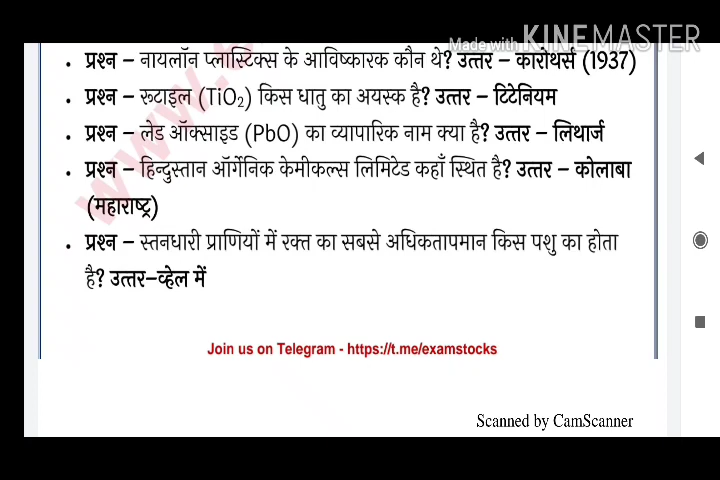 Made with KINEMASTER
• प्रश्न – नायलॉन प्लास्टिक्स के आविष्कारक कौन थे? उत्तर – कारोथर्स (1937)
• प्रश्न – रूटाइल (TiO₂) किस धातु का अयस्क है? उत्तर – टिटेनियम
• प्रश्न – लेड ऑक्साइड (PbO) का व्यापारिक नाम क्या है? उत्तर – लिथार्ज
• प्रश्न – हिन्दुस्तान ऑर्गेनिक केमीकल्स लिमिटेड कहाँ स्थित है? उत्तर – कोलाबा
(महाराष्ट्र)
• प्रश्न – स्तनधारी प्राणियों में रक्त का सबसे अधिकतापमान किस पशु का होता
है? उत्तर–व्हेल में
Join us on Telegram - https://t.me/examstocks
Scanned by CamScanner